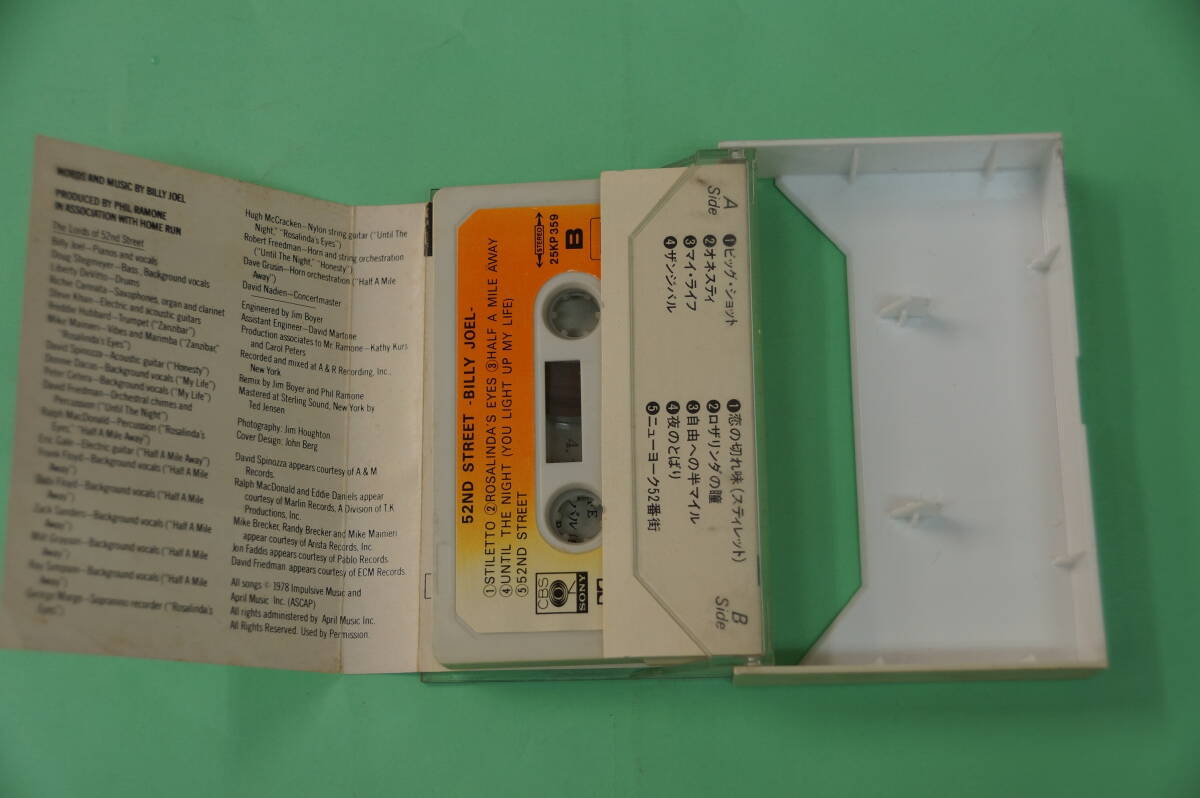 WORDS AND MUSIC BY BILLY JOEL
PRODUCED BY PHIL RAMONE
IN ASSOCIATION WITH HOME RUN
The Lords of 52nd Street
Billy Joel—Pianos and vocals
Doug Stegmeyer—Bass, Background vocals
Liberty DeVitto—Drums
Richie Cannata—Saxophones, organ and clarinet
Steve Khan—Electric and acoustic guitars
Freddie Hubbard—Trumpet ("Zanzibar")
Mike Mainieri—Vibes and Marimba ("Zanzibar,"
"Rosalinda's Eyes")
David Spinozza—Acoustic guitar ("Honesty")
Donnie Dacus—Background vocals ("My Life")
Peter Cetera—Background vocals ("My Life")
David Friedman—Orchestral chimes and
Percussion ("Until The Night")
Ralph MacDonald—Percussion ("Rosalinda's
Eyes," "Half A Mile Away")
Eric Gale—Electric guitar ("Half A Mile Away")
Frank Floyd—Background vocals ("Half A Mile
Away")
Babi Floyd—Background vocals ("Half A Mile
Away")
Zack Sanders—Background vocals ("Half A Mile
Away")
Milt Grayson—Background vocals ("Half A Mile
Away")
Ray Simpson—Background vocals ("Half A Mile
Away")
George Marge—Sopranino recorder ("Rosalinda's
Eyes")
Hugh McCracken—Nylon string guitar ("Until The
Night," "Rosalinda's Eyes")
Robert Freedman—Horn and string orchestration
("Until The Night," "Honesty")
Dave Grusin—Horn orchestration ("Half A Mile
Away")
David Nadien—Concertmaster
Engineered by Jim Boyer
Assistant Engineer—David Martone
Production associates to Mr. Ramone—Kathy Kurs
and Carol Peters
Recorded and mixed at A & R Recording, Inc.,
New York
Remix by Jim Boyer and Phil Ramone
Mastered at Sterling Sound, New York by
Ted Jensen
Photography: Jim Houghton
Cover Design: John Berg
David Spinozza appears courtesy of A & M
Records.
Ralph MacDonald and Eddie Daniels appear
courtesy of Marlin Records, A Division of T.K
Productions, Inc.
Mike Brecker, Randy Brecker and Mike Mainieri
appear courtesy of Arista Records, Inc.
Jon Faddis appears courtesy of Pablo Records.
David Friedman appears courtesy of ECM Records.
All songs © 1978 Impulsive Music and
April Music Inc. (ASCAP)
All rights administered by April Music Inc.
All Rights Reserved. Used by Permission.
52ND STREET -BILLY JOEL-
①STILETTO ②ROSALINDA'S EYES ③HALF A MILE AWAY
④UNTIL THE NIGHT (YOU LIGHT UP MY LIFE)
⑤52ND STREET
STEREO
25KP359
B
CBS
SONY
A
Side
❶ビッグ・ショット
❷オネスティ
❸マイ・ライフ
❹ザンジバル
B
Side
❶恋の切れ味(スティレット)
❷ロザリンダの瞳
❸自由への半マイル
❹夜のとばり
❺ニューヨーク52番街